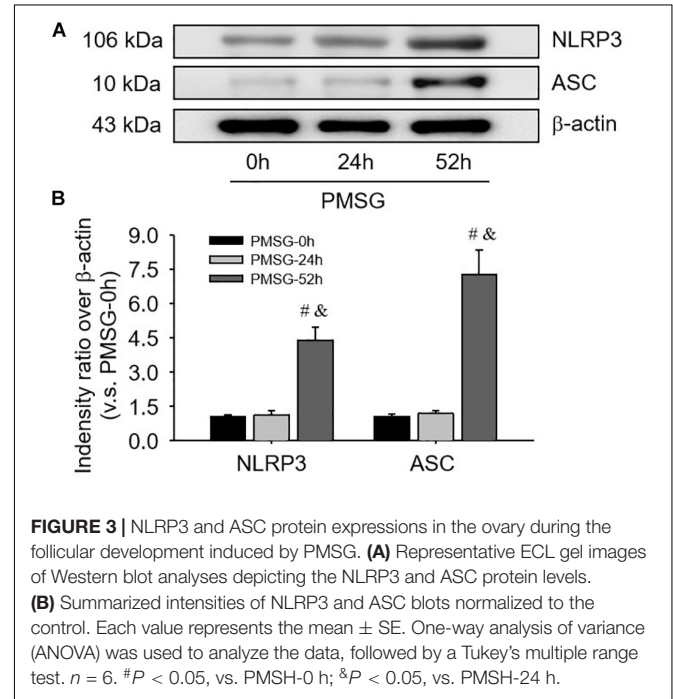 A
106 kDa NLRP3
10 kDa ASC
43 kDa β-actin
0h 24h 52h
PMSG
B
Indensity ratio over β-actin
(v.s. PMSG-0h)
9.0
7.5
6.0
4.5
3.0
1.5
0.0
PMSG-0h
PMSG-24h
PMSG-52h
# &
# &
NLRP3 ASC
FIGURE 3 | NLRP3 and ASC protein expressions in the ovary during the
follicular development induced by PMSG. (A) Representative ECL gel images
of Western blot analyses depicting the NLRP3 and ASC protein levels.
(B) Summarized intensities of NLRP3 and ASC blots normalized to the
control. Each value represents the mean ± SE. One-way analysis of variance
(ANOVA) was used to analyze the data, followed by a Tukey's multiple range
test. n = 6. #P < 0.05, vs. PMSH-0 h; &P < 0.05, vs. PMSH-24 h.